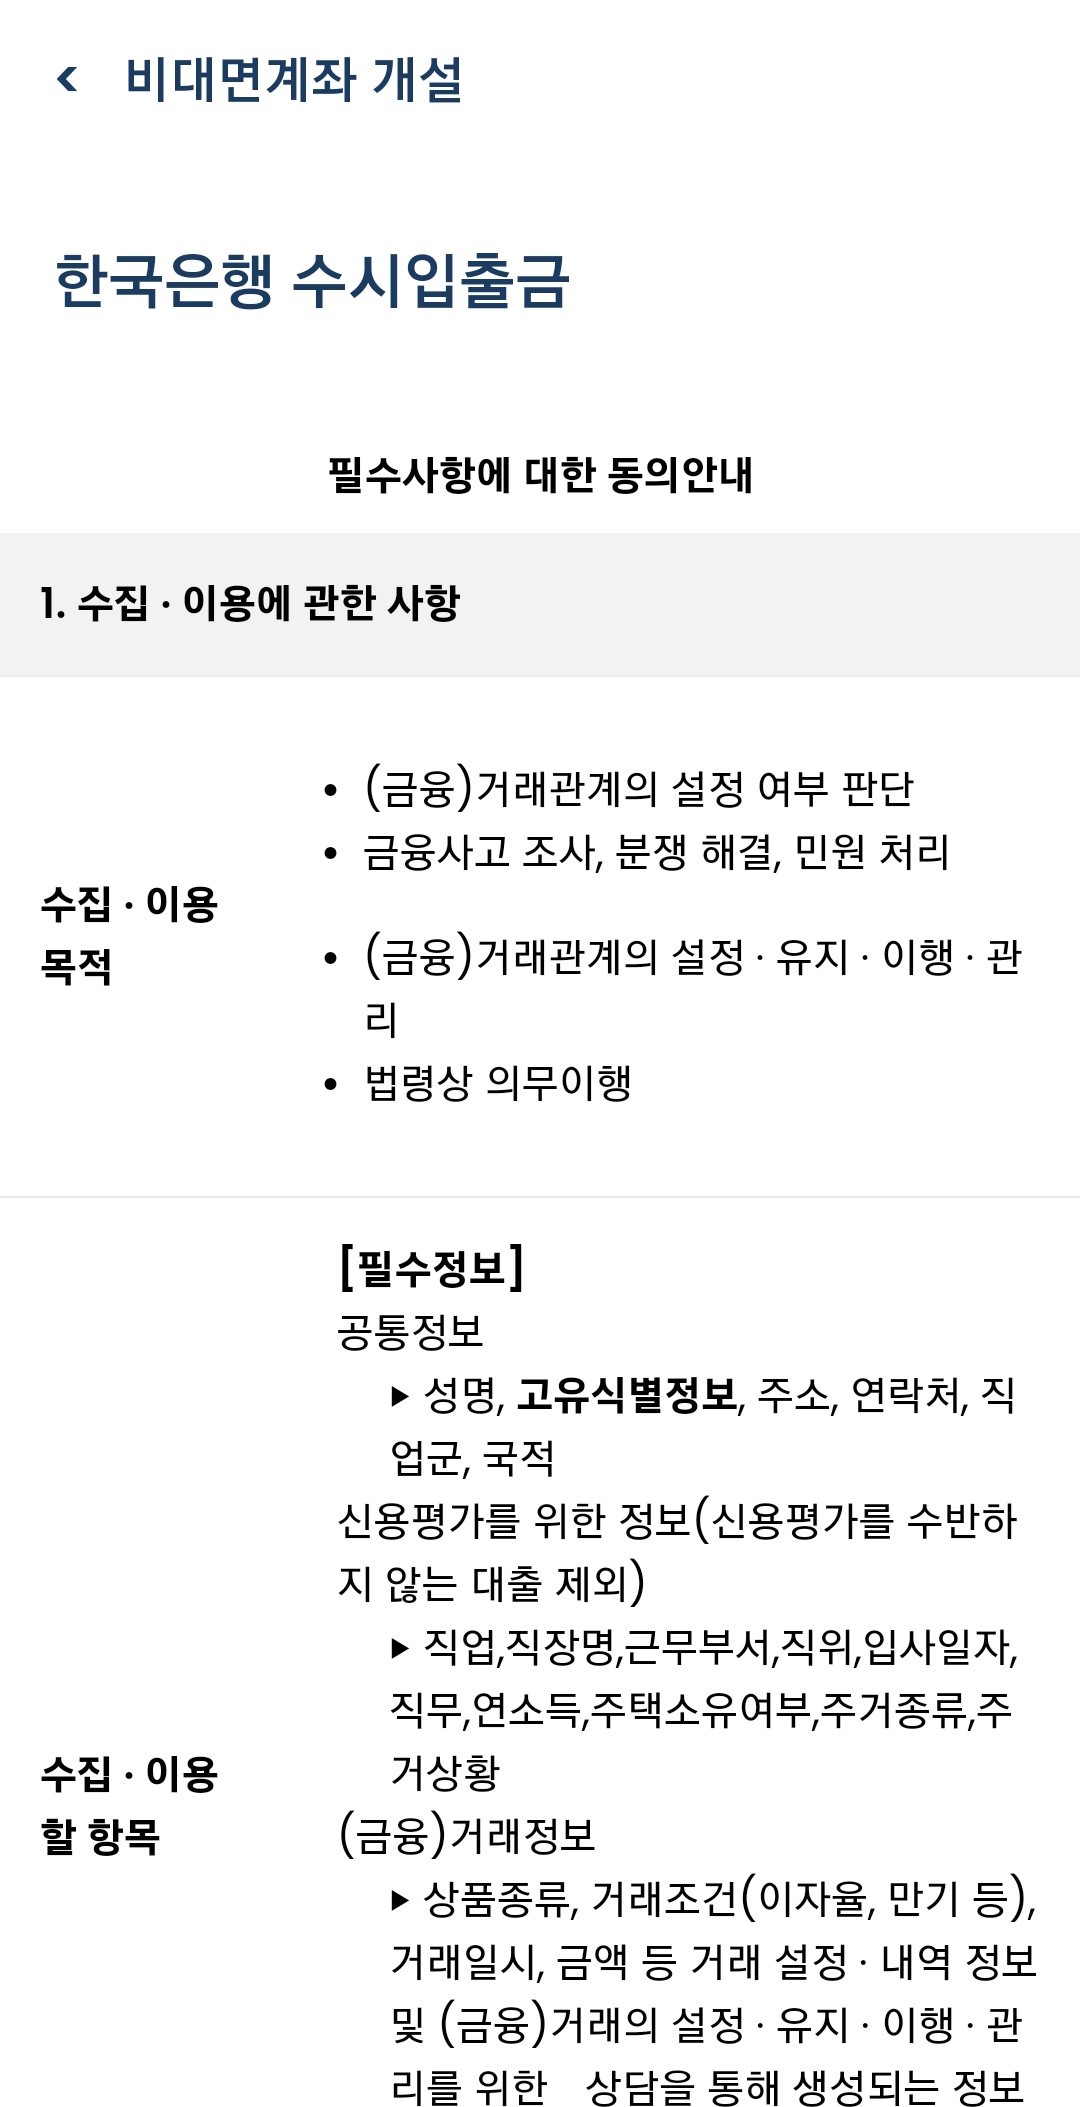 비대면계좌 개설
한국은행 수시입출금
필수사항에 대한 동의안내
1. 수집 · 이용에 관한 사항
수집 · 이용
목적
• (금융)거래관계의 설정 여부 판단
• 금융사고 조사, 분쟁 해결, 민원 처리
• (금융)거래관계의 설정 · 유지 · 이행 · 관
리
• 법령상 의무이행
수집 · 이용
할 항목
[필수정보]
공통정보
▶ 성명, 고유식별정보, 주소, 연락처, 직
업군, 국적
신용평가를 위한 정보(신용평가를 수반하
지 않는 대출 제외)
▶ 직업,직장명,근무부서,직위,입사일자,
직무,연소득,주택소유여부,주거종류,주
거상황
(금융)거래정보
▶ 상품종류, 거래조건(이자율, 만기 등),
거래일시, 금액 등 거래 설정 · 내역 정보
및 (금융)거래의 설정 · 유지 · 이행 · 관
리를 위한 상담을 통해 생성되는 정보